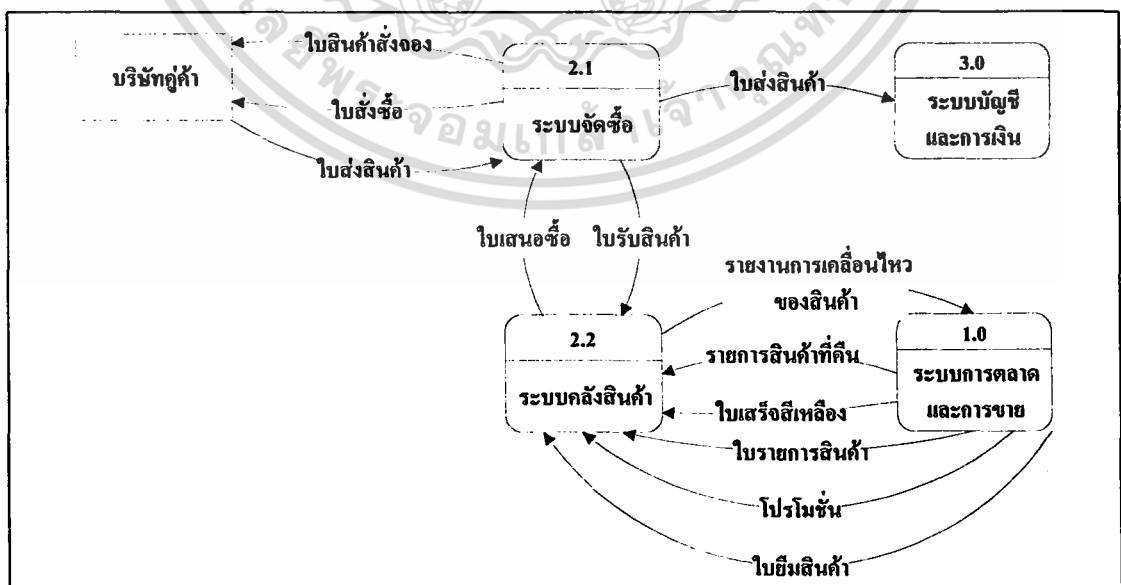 ใบสินค้าสั่งจอง
บริษัทคู่ค้า
ใบสั่งซื้อ
ใบส่งสินค้า
2.1
ระบบจัดซื้อ
ใบส่งสินค้า
3.0
ระบบบัญชี
และการเงิน
ใบเสนอซื้อ
ใบรับสินค้า
รายงานการเคลื่อนไหว
ของสินค้า
2.2
ระบบคลังสินค้า
รายการสินค้าที่คืน
ใบเสร็จสีเหลือง
1.0
ระบบการตลาด
และการขาย
ใบรายการสินค้า
โปรโมชั่น
ใบยืมสินค้า